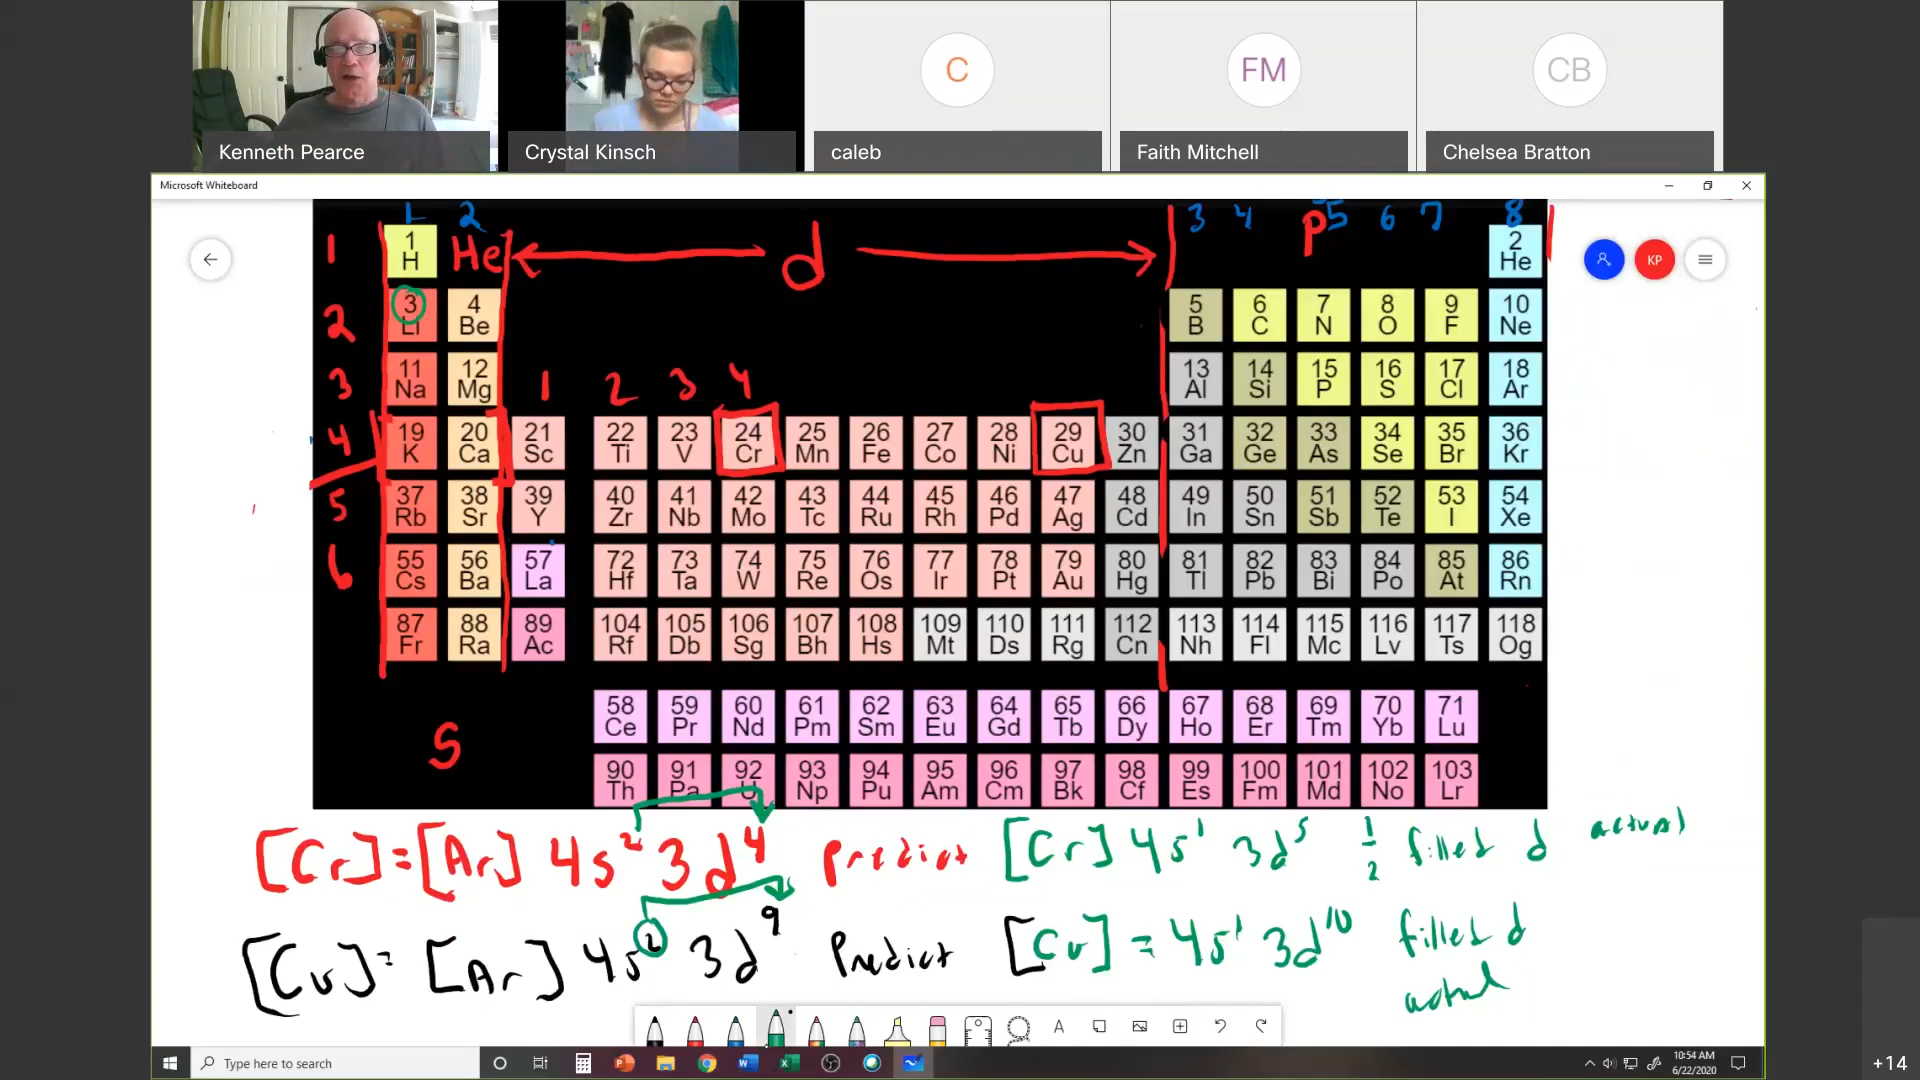 C FM CB
Kenneth Pearce Crystal Kinsch caleb Faith Mitchell Chelsea Bratton
Microsoft Whiteboard
1 2 3 4 p 5 6 7 8
1 1 H He d 2 He
KP
2 3 Li 4 Be 5 B 6 C 7 N 8 O 9 F 10 Ne
3 11 Na 12 Mg 1 2 3 4 13 Al 14 Si 15 P 16 S 17 Cl 18 Ar
4 19 K 20 Ca 21 Sc 22 Ti 23 V 24 Cr 25 Mn 26 Fe 27 Co 28 Ni 29 Cu 30 Zn 31 Ga 32 Ge 33 As 34 Se 35 Br 36 Kr
5 37 Rb 38 Sr 39 Y 40 Zr 41 Nb 42 Mo 43 Tc 44 Ru 45 Rh 46 Pd 47 Ag 48 Cd 49 In 50 Sn 51 Sb 52 Te 53 I 54 Xe
6 55 Cs 56 Ba 57 La 72 Hf 73 Ta 74 W 75 Re 76 Os 77 Ir 78 Pt 79 Au 80 Hg 81 Tl 82 Pb 83 Bi 84 Po 85 At 86 Rn
87 Fr 88 Ra 89 Ac 104 Rf 105 Db 106 Sg 107 Bh 108 Hs 109 Mt 110 Ds 111 Rg 112 Cn 113 Nh 114 Fl 115 Mc 116 Lv 117 Ts 118 Og
58 Ce 59 Pr 60 Nd 61 Pm 62 Sm 63 Eu 64 Gd 65 Tb 66 Dy 67 Ho 68 Er 69 Tm 70 Yb 71 Lu
S
90 Th 91 Pa 92 U 93 Np 94 Pu 95 Am 96 Cm 97 Bk 98 Cf 99 Es 100 Fm 101 Md 102 No 103 Lr
[Cr]=[Ar] 4s² 3d⁴ predict [Cr] 4s¹ 3d⁵ 1/2 filled d actual
[Cu]=[Ar] 4s² 3d⁹ Predict [Cu] = 4s¹ 3d¹⁰ filled d
actual
A
Type here to search
10:54 AM
6/22/2020
+14